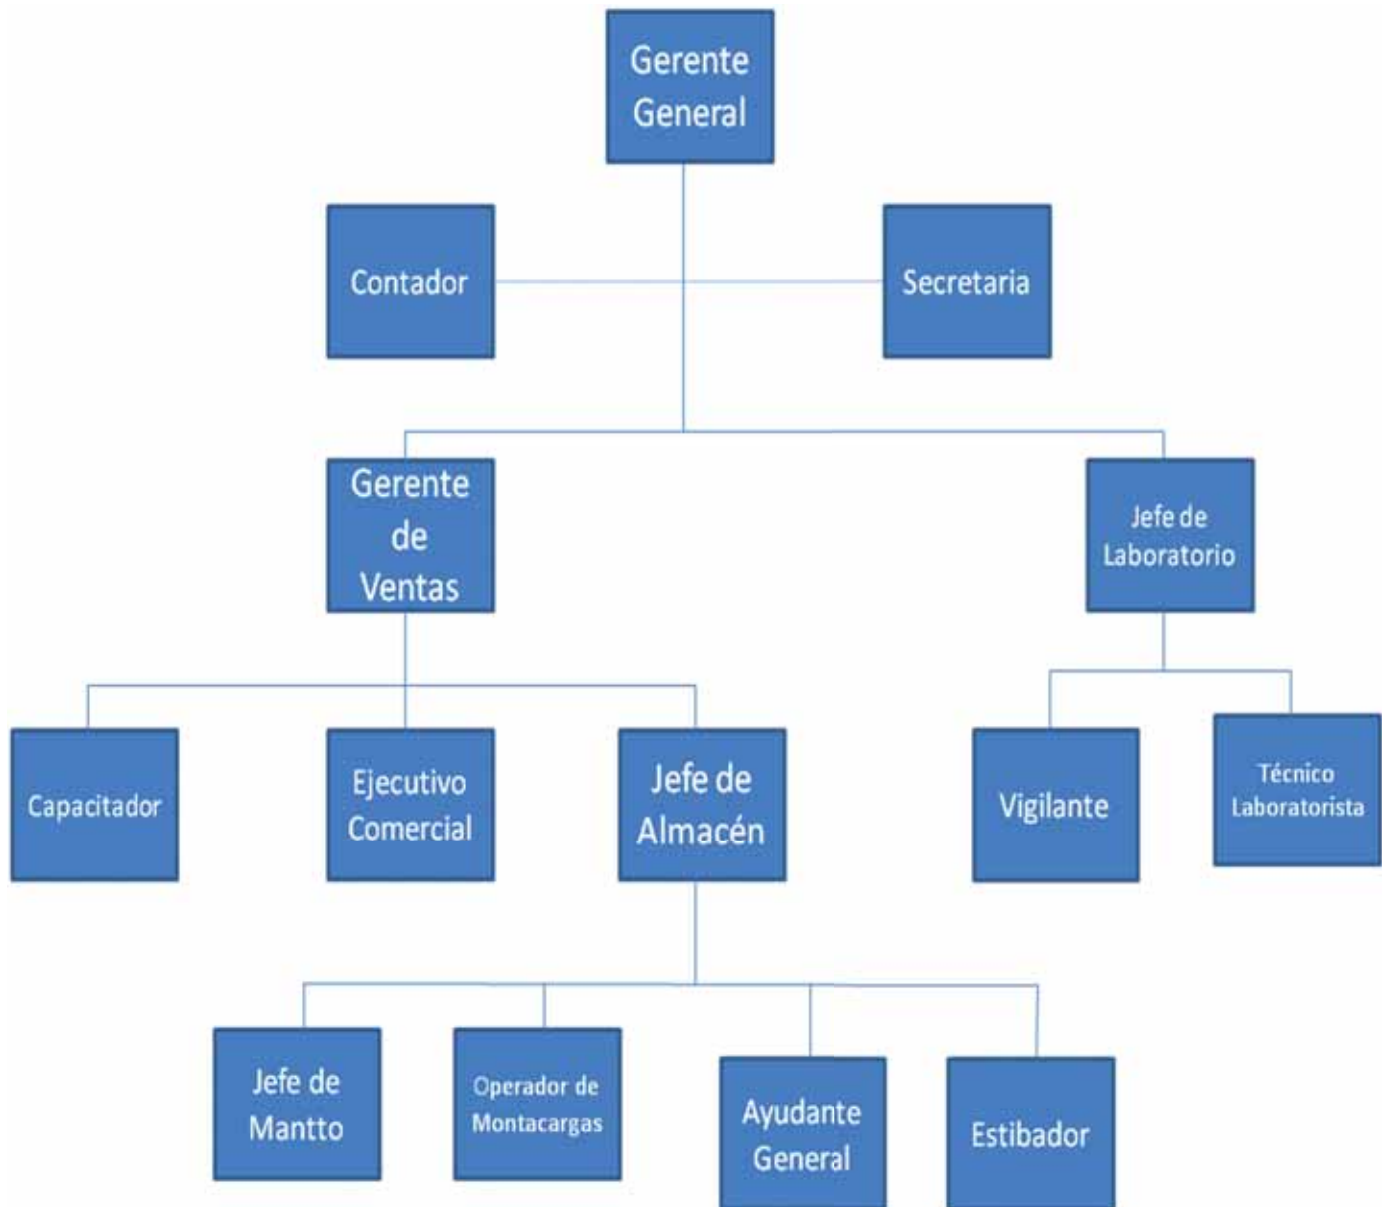 Gerente
General
Contador
Secretaria
Gerente
de
Ventas
Jefe de
Laboratorio
Capacitador
Ejecutivo
Comercial
Jefe de
Almacén
Vigilante
Técnico
Laboratorista
Jefe de
Mantto
Operador de
Montacargas
Ayudante
General
Estibador